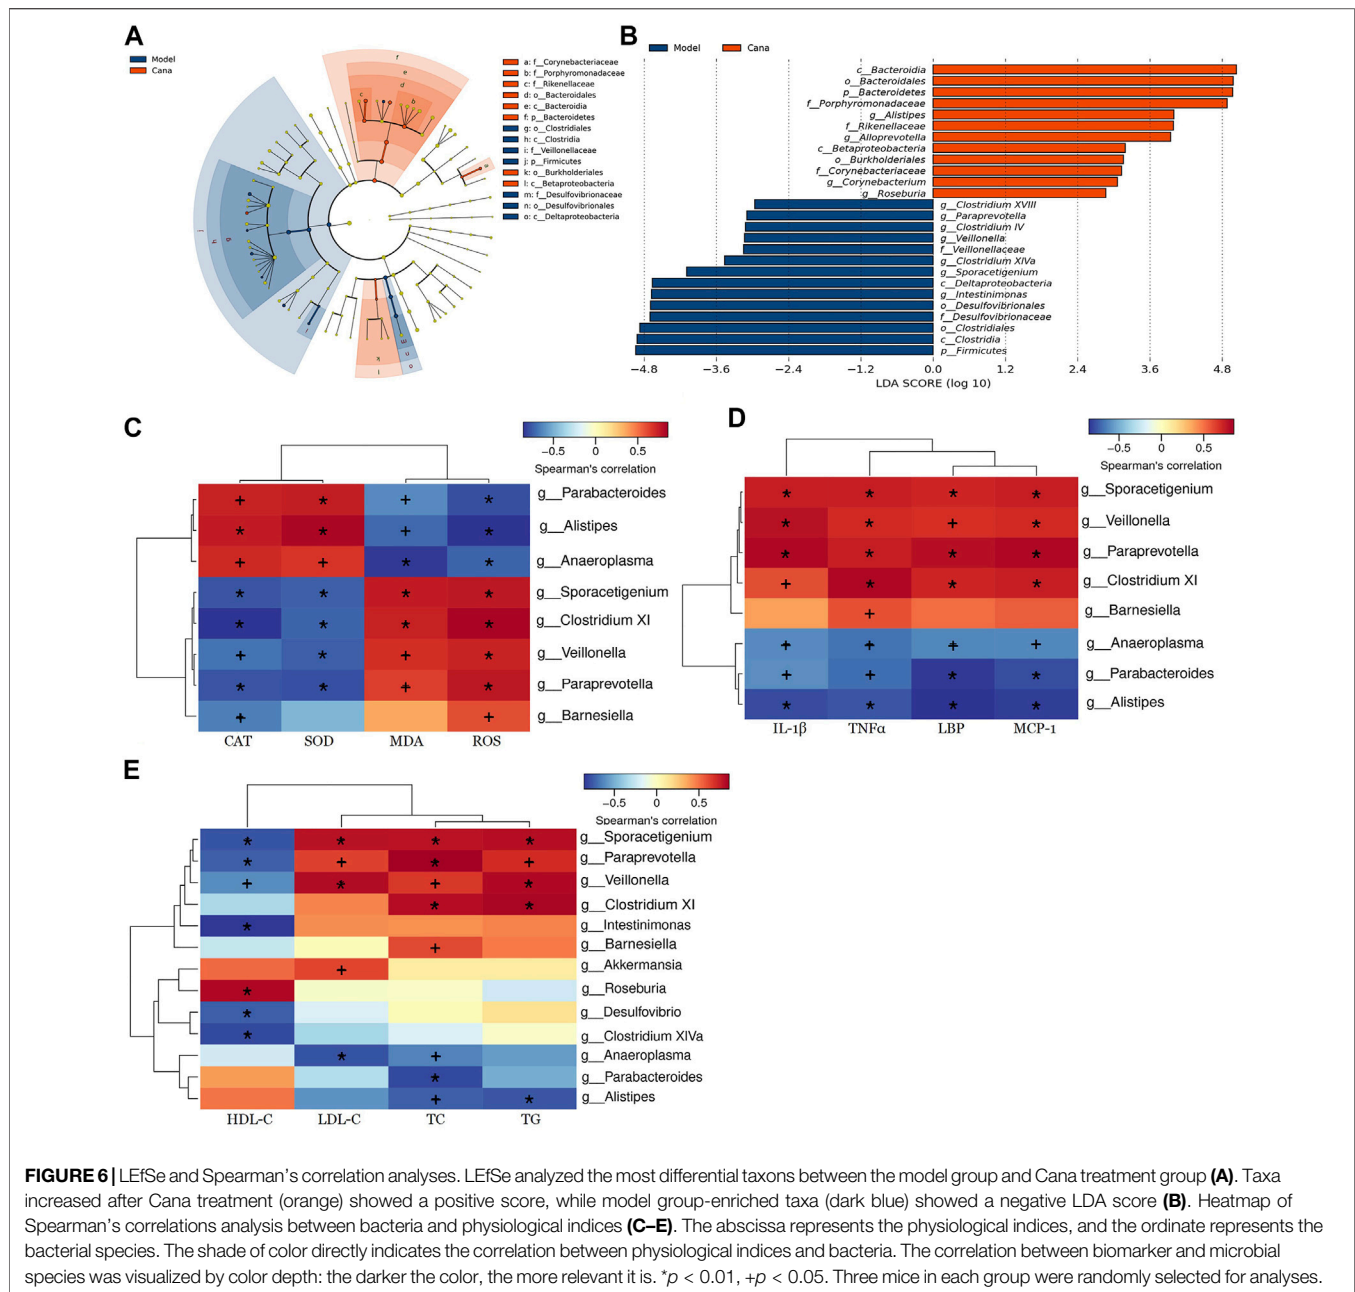 A
Model
Cana
a: f__Corynebacteriaceae
b: f__Porphyromonadaceae
c: f__Rikenellaceae
d: o__Bacteroidales
e: c__Bacteroidia
f: p__Bacteroidetes
g: o__Clostridiales
h: c__Clostridia
i: f__Veillonellaceae
j: p__Firmicutes
k: o__Burkholderiales
l: c__Betaproteobacteria
m: f__Desulfovibrionaceae
n: o__Desulfovibrionales
o: c__Deltaproteobacteria
f
e
d
c
b
a
j
h
g
i
k
l
m
n
o
B
Model
Cana
c__Bacteroidia
o__Bacteroidales
p__Bacteroidetes
f__Porphyromonadaceae
g__Alistipes
f__Rikenellaceae
g__Alloprevotella
c__Betaproteobacteria
o__Burkholderiales
f__Corynebacteriaceae
g__Corynebacterium
g__Roseburia
g__Clostridium XVIII
g__Paraprevotella
g__Clostridium IV
g__Veillonella
f__Veillonellaceae
g__Clostridium XIVa
g__Sporacetigenium
c__Deltaproteobacteria
g__Intestinimonas
o__Desulfovibrionales
f__Desulfovibrionaceae
o__Clostridiales
c__Clostridia
p__Firmicutes
−4.8 −3.6 −2.4 −1.2 0.0 1.2 2.4 3.6 4.8
LDA SCORE (log 10)
C
−0.5 0 0.5
Spearman's correlation
+ * + * g__Parabacteroides
* * + * g__Alistipes
+ + * * g__Anaeroplasma
* * * * g__Sporacetigenium
* * * * g__Clostridium XI
+ * + * g__Veillonella
* * + * g__Paraprevotella
+ + g__Barnesiella
CAT SOD MDA ROS
D
−0.5 0 0.5
Spearman's correlation
* * * * g__Sporacetigenium
* * + * g__Veillonella
* * * * g__Paraprevotella
+ * * * g__Clostridium XI
+ g__Barnesiella
+ + + + g__Anaeroplasma
+ + * * g__Parabacteroides
* * * * g__Alistipes
IL-1β TNFα LBP MCP-1
E
−0.5 0 0.5
Spearman's correlation
* * * * g__Sporacetigenium
* + * + g__Paraprevotella
+ * + * g__Veillonella
* * g__Clostridium XI
* g__Intestinimonas
+ g__Barnesiella
+ g__Akkermansia
* g__Roseburia
* g__Desulfovibrio
* g__Clostridium XIVa
* + g__Anaeroplasma
* g__Parabacteroides
+ * g__Alistipes
HDL-C LDL-C TC TG
FIGURE 6 | LEfSe and Spearman's correlation analyses. LEfSe analyzed the most differential taxons between the model group and Cana treatment group (A). Taxa
increased after Cana treatment (orange) showed a positive score, while model group-enriched taxa (dark blue) showed a negative LDA score (B). Heatmap of
Spearman's correlations analysis between bacteria and physiological indices (C–E). The abscissa represents the physiological indices, and the ordinate represents the
bacterial species. The shade of color directly indicates the correlation between physiological indices and bacteria. The correlation between biomarker and microbial
species was visualized by color depth: the darker the color, the more relevant it is. *p < 0.01, +p < 0.05. Three mice in each group were randomly selected for analyses.